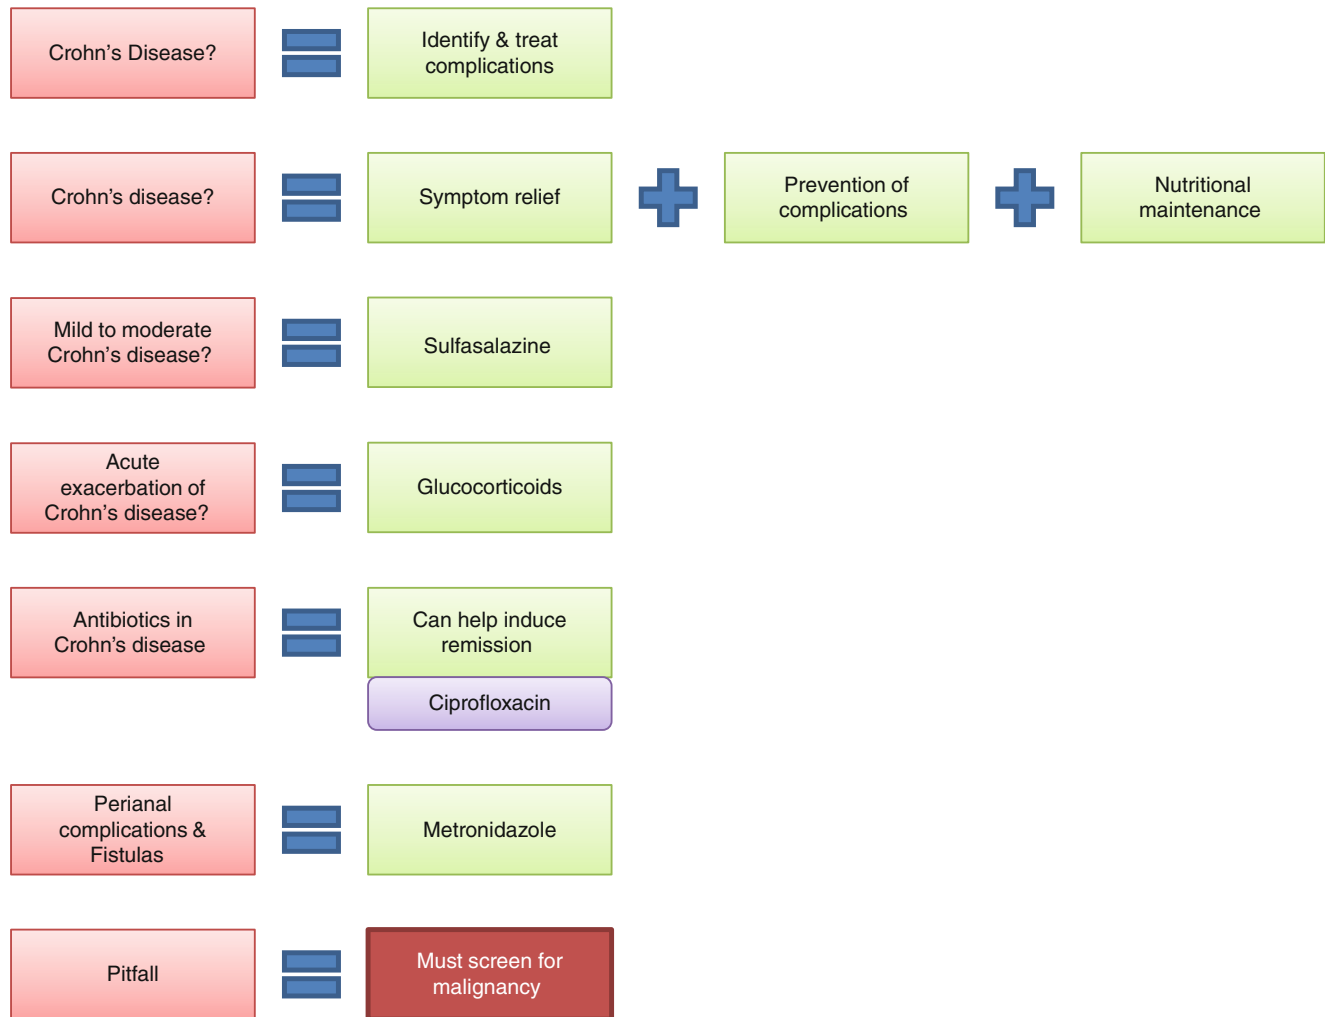 Crohn's Disease?
Identify & treat
complications
Crohn's disease?
Symptom relief
Prevention of
complications
Nutritional
maintenance
Mild to moderate
Crohn's disease?
Sulfasalazine
Acute
exacerbation of
Crohn's disease?
Glucocorticoids
Antibiotics in
Crohn's disease
Can help induce
remission
Ciprofloxacin
Perianal
complications &
Fistulas
Metronidazole
Pitfall
Must screen for
malignancy